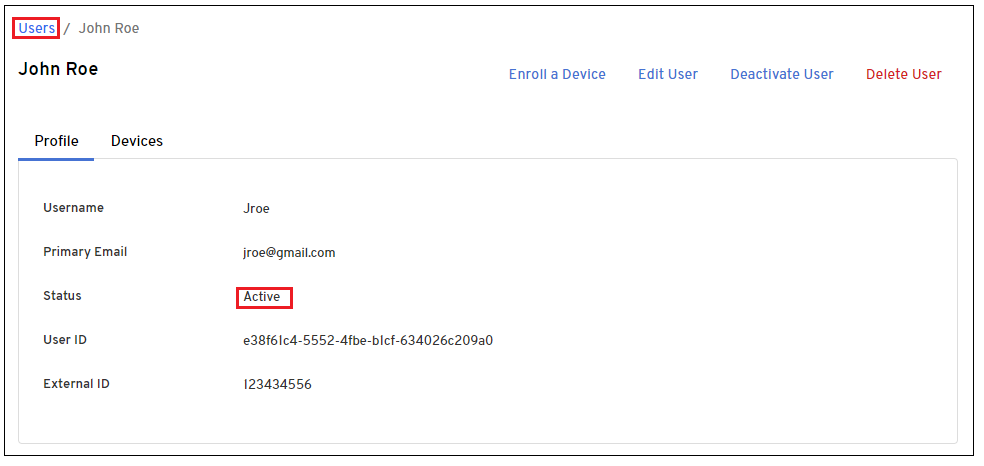 Users / John Roe
John Roe
Enroll a Device Edit User Deactivate User Delete User
Profile Devices
Username Jroe
Primary Email jroe@gmail.com
Status Active
User ID e38f61c4-5552-4fbe-b1cf-634026c209a0
External ID 123434556